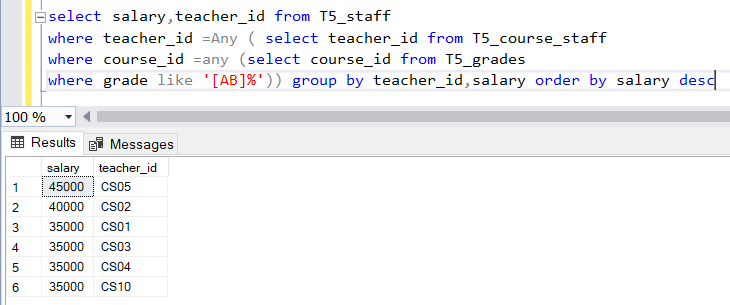 select salary,teacher_id from T5_staff
where teacher_id =Any ( select teacher_id from T5_course_staff
where course_id =any (select course_id from T5_grades
where grade like '[AB]%')) group by teacher_id,salary order by salary desc
100 %
Results Messages
salary teacher_id
1 45000 CS05
2 40000 CS02
3 35000 CS01
4 35000 CS03
5 35000 CS04
6 35000 CS10